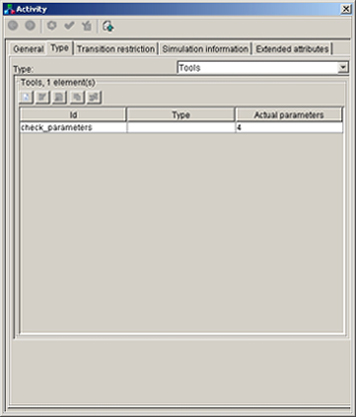 Activity
General Type Transition restriction Simulation information Extended attributes
Type: Tools
Tools, 1 element(s)
Id Type Actual parameters
check_parameters 4